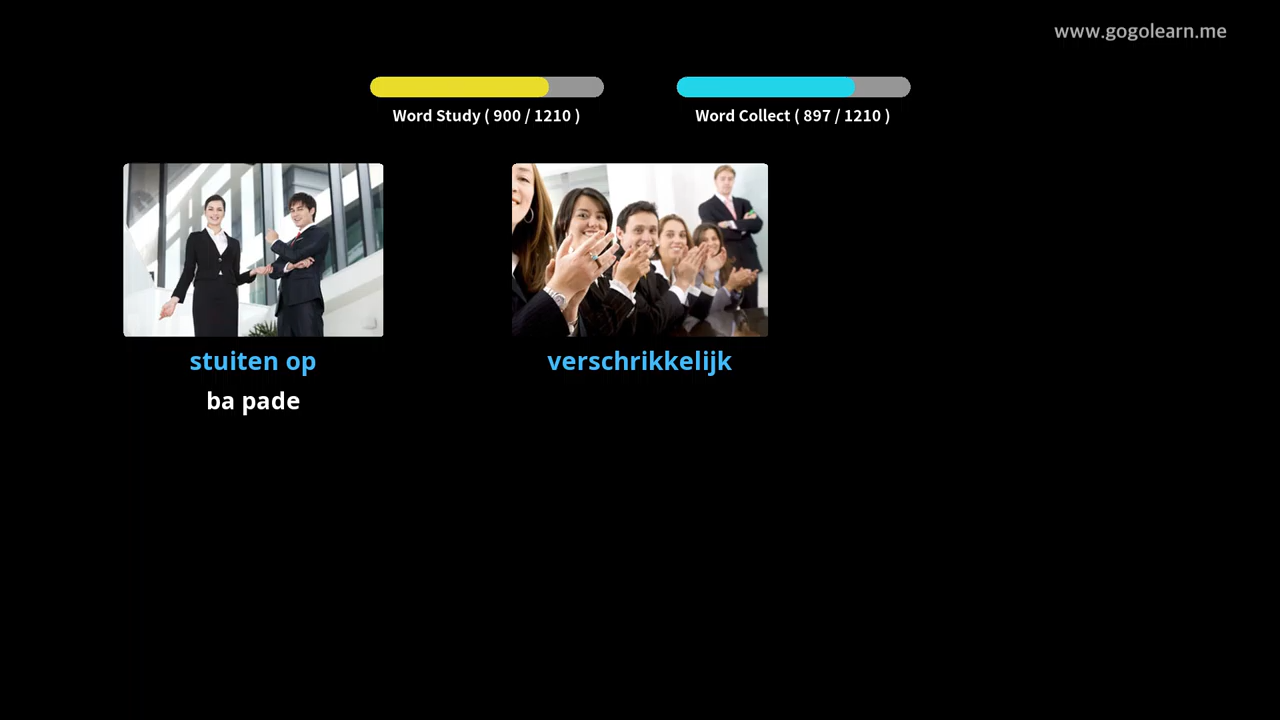 www.gogolearn.me
Word Study ( 900 / 1210 )
Word Collect ( 897 / 1210 )
stuiten op
verschrikkelijk
ba pade